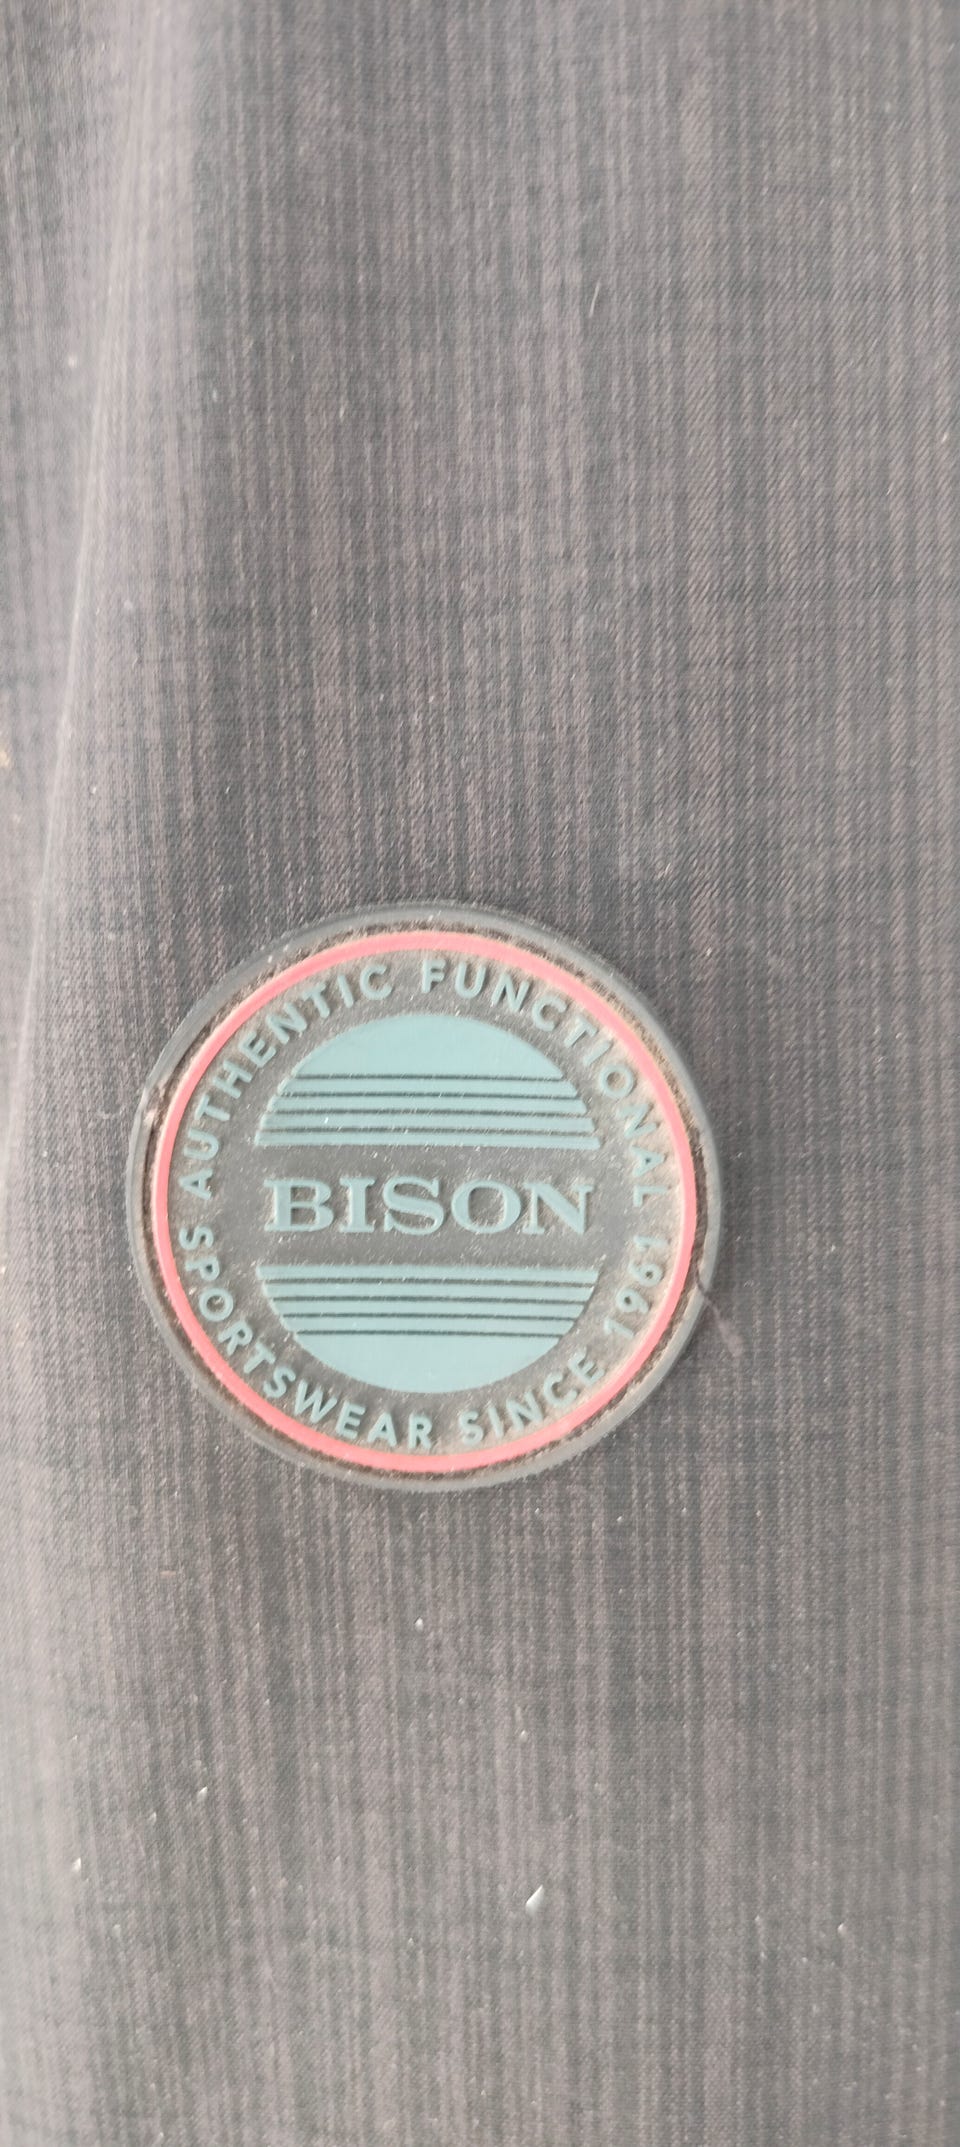 AUTHENTIC FUNCTIONAL
BISON
SPORTSWEAR SINCE 1961